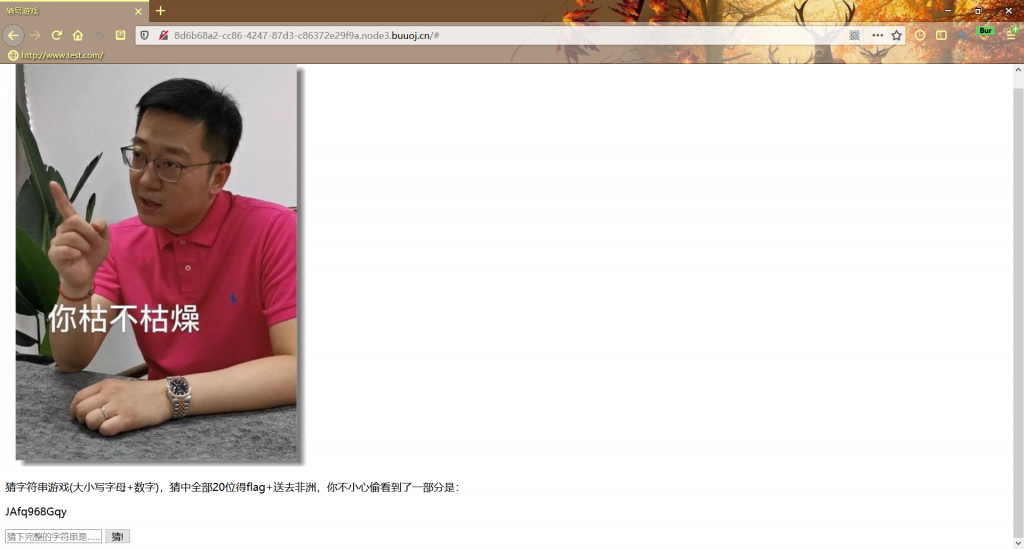 猜号游戏
8d6b68a2-cc86-4247-87d3-c86372e29f9a.node3.buuoj.cn/#
Bur
http://www.test.com/
你枯不枯燥
猜字符串游戏(大小写字母+数字)，猜中全部20位得flag+送去非洲，你不小心偷看到了一部分是：
JAfq968Gqy
猜下完整的字符串是.....
猜!